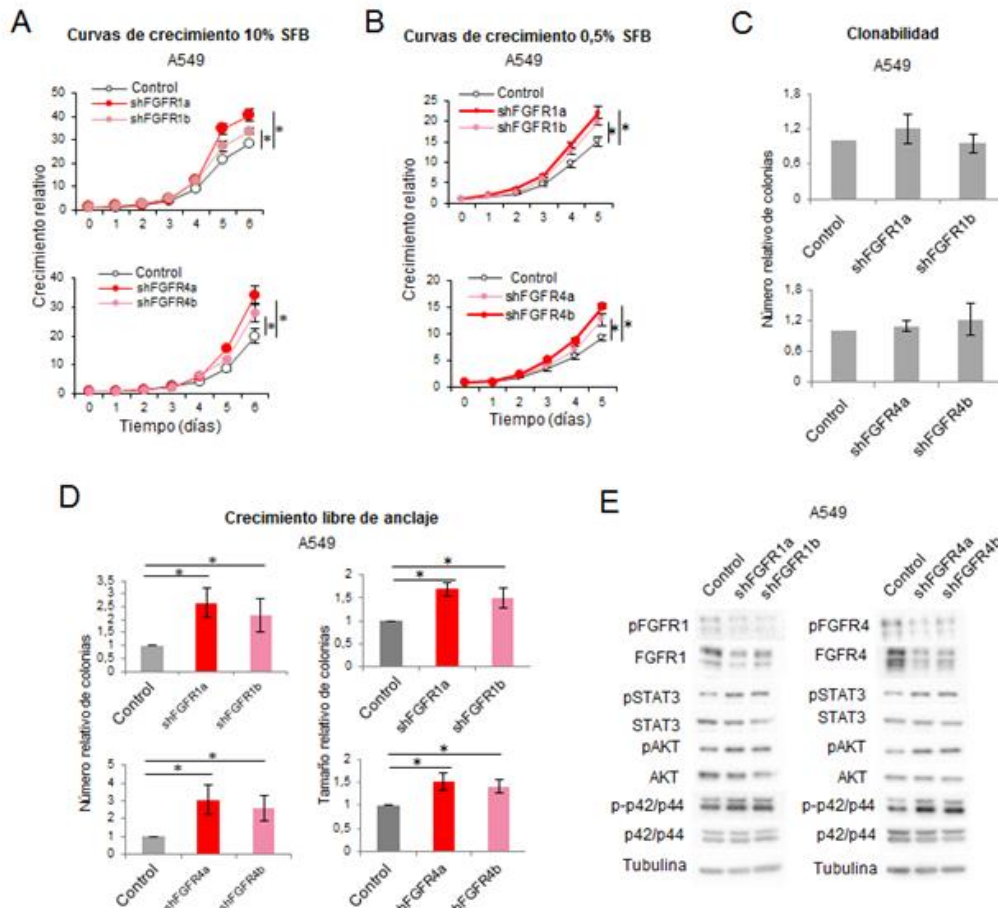 A
Curvas de crecimiento 10% SFB
A549
Control
shFGFR1a
shFGFR1b
50
40
30
20
10
0
* *
0 1 2 3 4 5 6
Control
shFGFR4a
shFGFR4b
40
30
20
10
0
* *
0 1 2 3 4 5 6
Crecimiento relativo
Tiempo (días)
B
Curvas de crecimiento 0,5% SFB
A549
Control
shFGFR1a
shFGFR1b
25
20
15
10
5
0
* *
0 1 2 3 4 5
Control
shFGFR4a
shFGFR4b
20
15
10
5
0
* *
0 1 2 3 4 5
Crecimiento relativo
Tiempo (días)
C
Clonabilidad
A549
1,8
1,2
0,6
0
Control
shFGFR1a
shFGFR1b
1,8
1,2
0,6
0
Control
shFGFR4a
shFGFR4b
Número relativo de colonias
D
Crecimiento libre de anclaje
A549
*
*
3,5
3
2,5
2
1,5
1
0,5
0
Control
shFGFR1a
shFGFR1b
*
*
2
1,5
1
0,5
0
Control
shFGFR1a
shFGFR1b
*
*
5
4
3
2
1
0
Control
shFGFR4a
shFGFR4b
*
*
2
1,5
1
0,5
0
Control
shFGFR4a
shFGFR4b
Número relativo de colonias
Tamaño relativo de colonias
E
A549
Control
shFGFR1a
shFGFR1b
pFGFR1
FGFR1
pSTAT3
STAT3
pAKT
AKT
p-p42/p44
p42/p44
Tubulina
Control
shFGFR4a
shFGFR4b
pFGFR4
FGFR4
pSTAT3
STAT3
pAKT
AKT
p-p42/p44
p42/p44
Tubulina